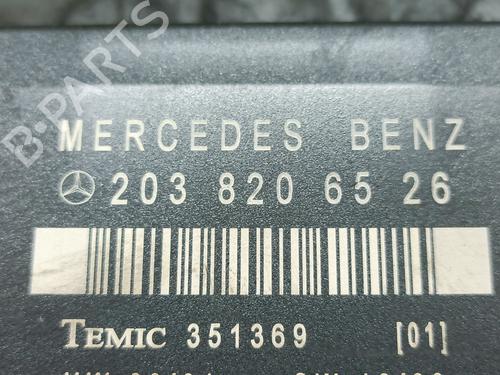 B-PARTS
MERCEDES BENZ
203 820 65 26
TEMIC 351369 [01]